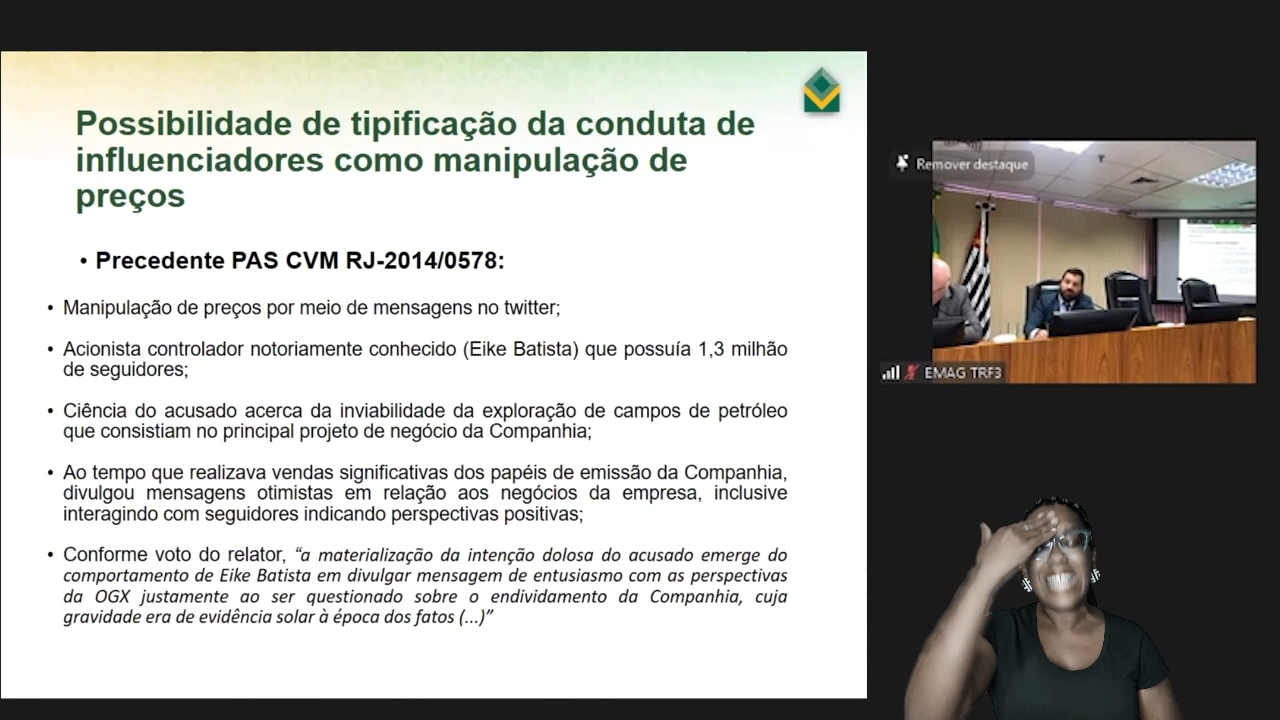 Possibilidade de tipificação da conduta de
influenciadores como manipulação de
preços
• Precedente PAS CVM RJ-2014/0578:
• Manipulação de preços por meio de mensagens no twitter;
• Acionista controlador notoriamente conhecido (Eike Batista) que possuía 1,3 milhão
de seguidores;
• Ciência do acusado acerca da inviabilidade da exploração de campos de petróleo
que consistiam no principal projeto de negócio da Companhia;
• Ao tempo que realizava vendas significativas dos papéis de emissão da Companhia,
divulgou mensagens otimistas em relação aos negócios da empresa, inclusive
interagindo com seguidores indicando perspectivas positivas;
• Conforme voto do relator, “a materialização da intenção dolosa do acusado emerge do
comportamento de Eike Batista em divulgar mensagem de entusiasmo com as perspectivas
da OGX justamente ao ser questionado sobre o endividamento da Companhia, cuja
gravidade era de evidência solar à época dos fatos (...)”
Remover destaque
EMAG TRF3